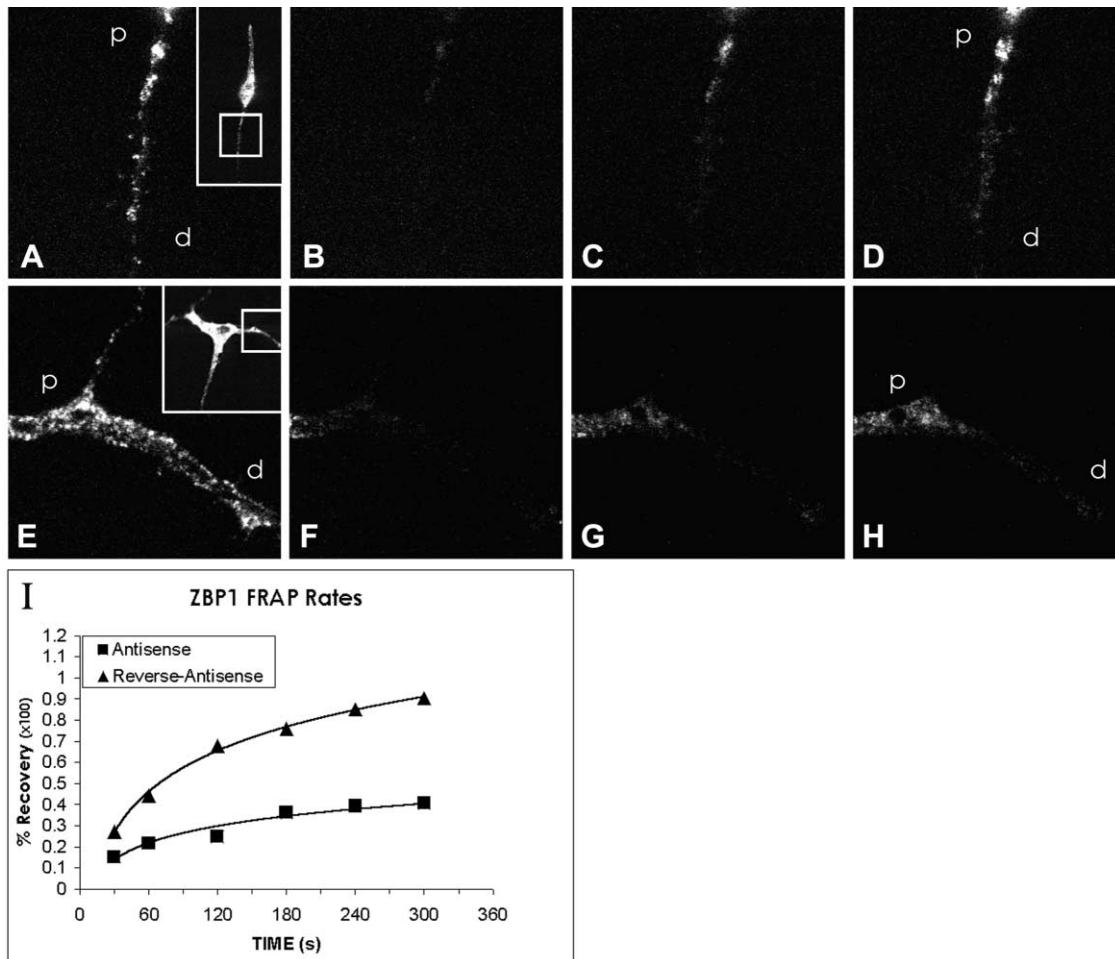 p
d
A
B
C
p
d
D
p
d
E
F
G
p
d
H
I
ZBP1 FRAP Rates
Antisense
Reverse-Antisense
1.2
1.1
1
0.9
0.8
0.7
0.6
0.5
0.4
0.3
0.2
0.1
0
% Recovery (x100)
0 60 120 180 240 300 360
TIME (s)